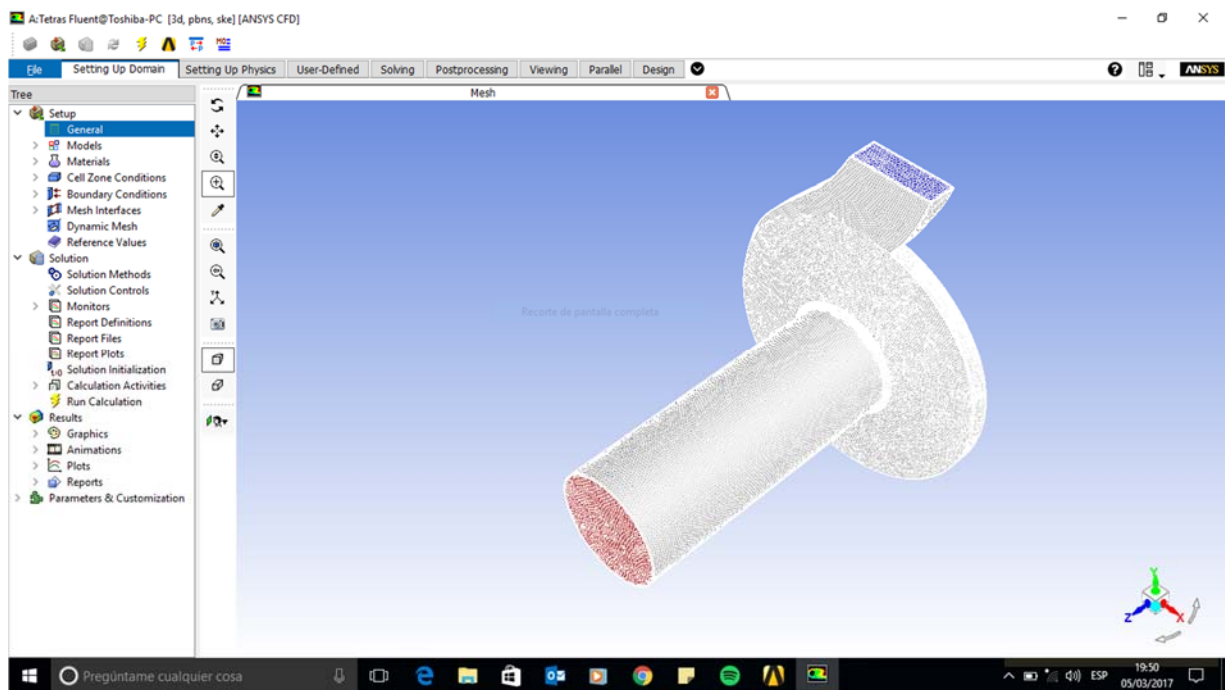 A:Tetras Fluent@Toshiba-PC [3d, pbns, ske] [ANSYS CFD]
File Setting Up Domain Setting Up Physics User-Defined Solving Postprocessing Viewing Parallel Design
ANSYS
Tree
Mesh
Setup
General
Models
Materials
Cell Zone Conditions
Boundary Conditions
Mesh Interfaces
Dynamic Mesh
Reference Values
Solution
Solution Methods
Solution Controls
Monitors
Report Definitions
Report Files
Report Plots
Solution Initialization
Calculation Activities
Run Calculation
Results
Graphics
Animations
Plots
Reports
Parameters & Customization
Recorte de pantalla completa
Y
Z
X
Pregúntame cualquier cosa
ESP
19:50
05/03/2017